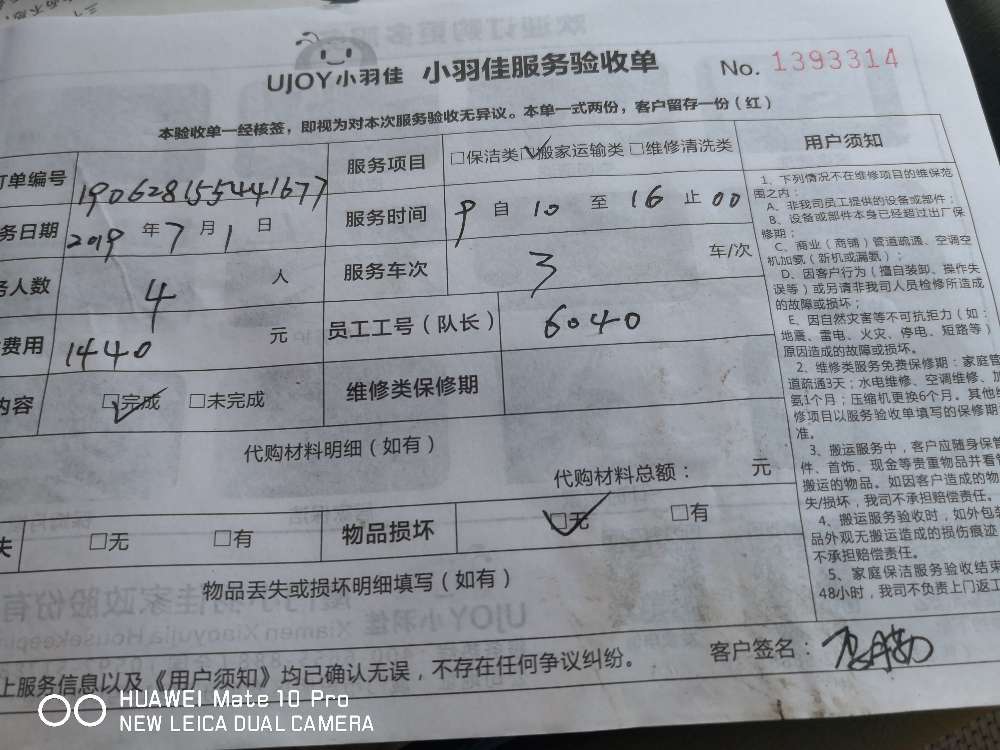 UJOY小羽佳 小羽佳服务验收单 No. 1393314
本验收单一经核签，即视为对本次服务验收无异议。本单一式两份，客户留存一份（红）
订单编号 190628155441677 服务项目 □保洁类 ☑搬家运输类 □维修清洗类
务日期 2019 年 7 月 1 日 服务时间 9 自 10 至 16 止 00
务人数 4 人 服务车次 3 车/次
费用 1440 元 员工工号（队长） 6040
内容 ☑完成 □未完成 维修类保修期
代购材料明细（如有）
代购材料总额： 元
失 □无 □有 物品损坏 ☑无 □有
物品丢失或损坏明细填写（如有）
上服务信息以及《用户须知》均已确认无误，不存在任何争议纠纷。 客户签名：
用户须知
1、下列情况不在维修项目的维保范
围之内：
A、非我司员工提供的设备或部件；
B、设备或部件本身已经超过出厂保
修期；
C、商业（商铺）管道疏通、空调空
机加氨（新机或漏氨）；
D、因客户行为（擅自装卸、操作失
误等）或另请非我司人员检修所造成
的故障或损坏；
E、因自然灾害等不可抗拒力（如：
地震、雷电、火灾、停电、短路等）
原因造成的故障或损坏。
2、维修类服务免费保修期：家庭管
道疏通3天；水电维修、空调维修、加
氨1个月；压缩机更换6个月。其他维
修项目以服务验收单填写的保修期
准。
3、搬运服务中，客户应随身保管
件、首饰、现金等贵重物品并看管
搬运的物品。如因客户造成的物
失/损坏，我司不承担赔偿责任。
4、搬运服务验收时，如外包装
品外观无搬运造成的损伤痕迹
不承担赔偿责任。
5、家庭保洁服务验收结束
48小时，我司不负责上门返工
HUAWEI Mate 10 Pro
NEW LEICA DUAL CAMERA